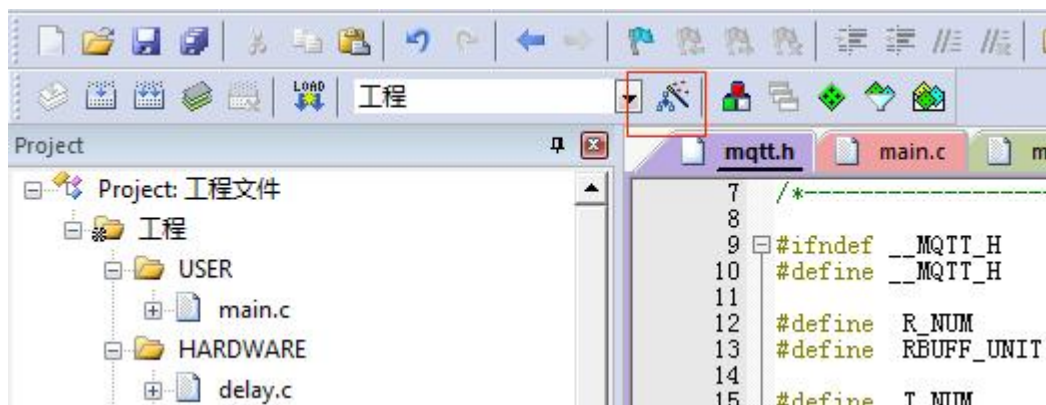 LOAD
工程
Project
mqtt.h
main.c
m
Project: 工程文件
工程
USER
main.c
HARDWARE
delay.c
7 /*
8
9 #ifndef __MQTT_H
10 #define __MQTT_H
11
12 #define R_NUM
13 #define RBUFF_UNIT
14
15 #define T_NUM